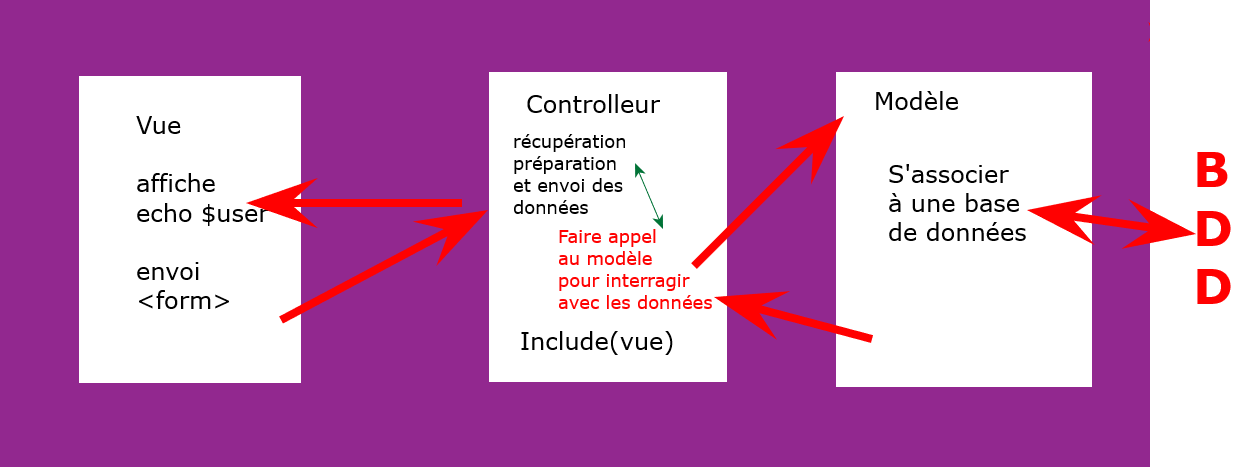 Vue
affiche
echo $user
envoi
<form>
Controlleur
récupération
préparation
et envoi des
données
Faire appel
au modèle
pour interragir
avec les données
Include(vue)
Modèle
S'associer
à une base
de données
B
D
D